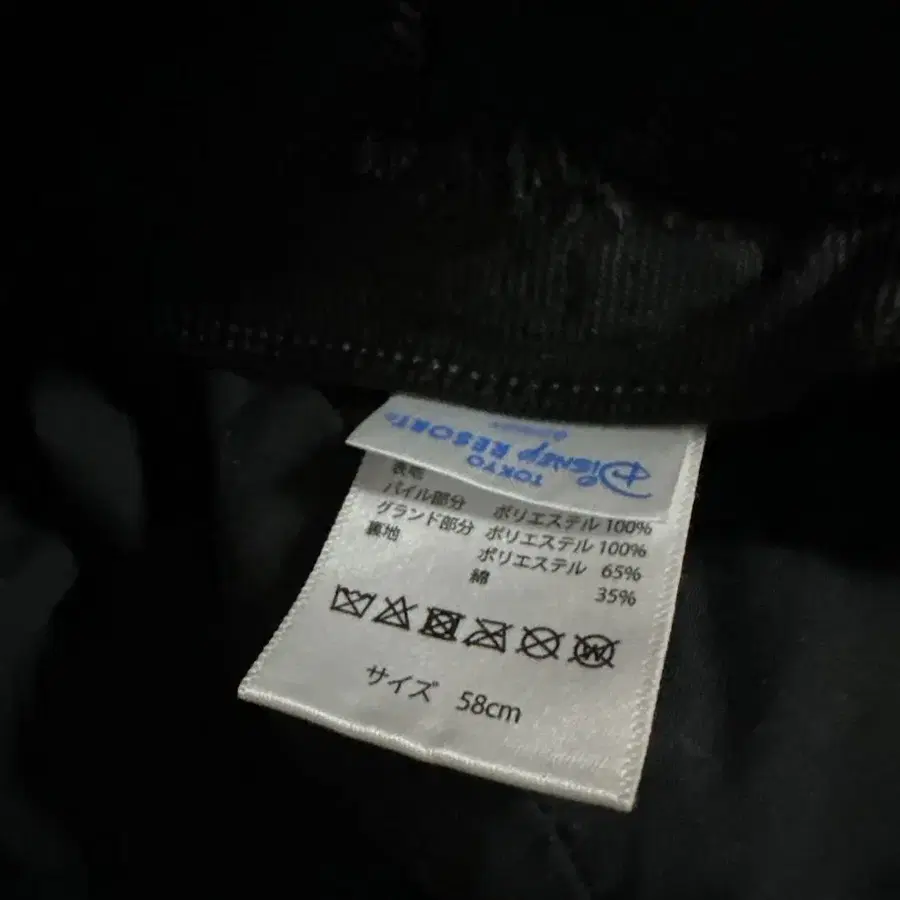 TOKYO
Disney RESORT
表毛
パイル部分 ポリエステル 100%
グランド部分 ポリエステル 100%
裏地 ポリエステル 65%
綿 35%
サイズ 58cm